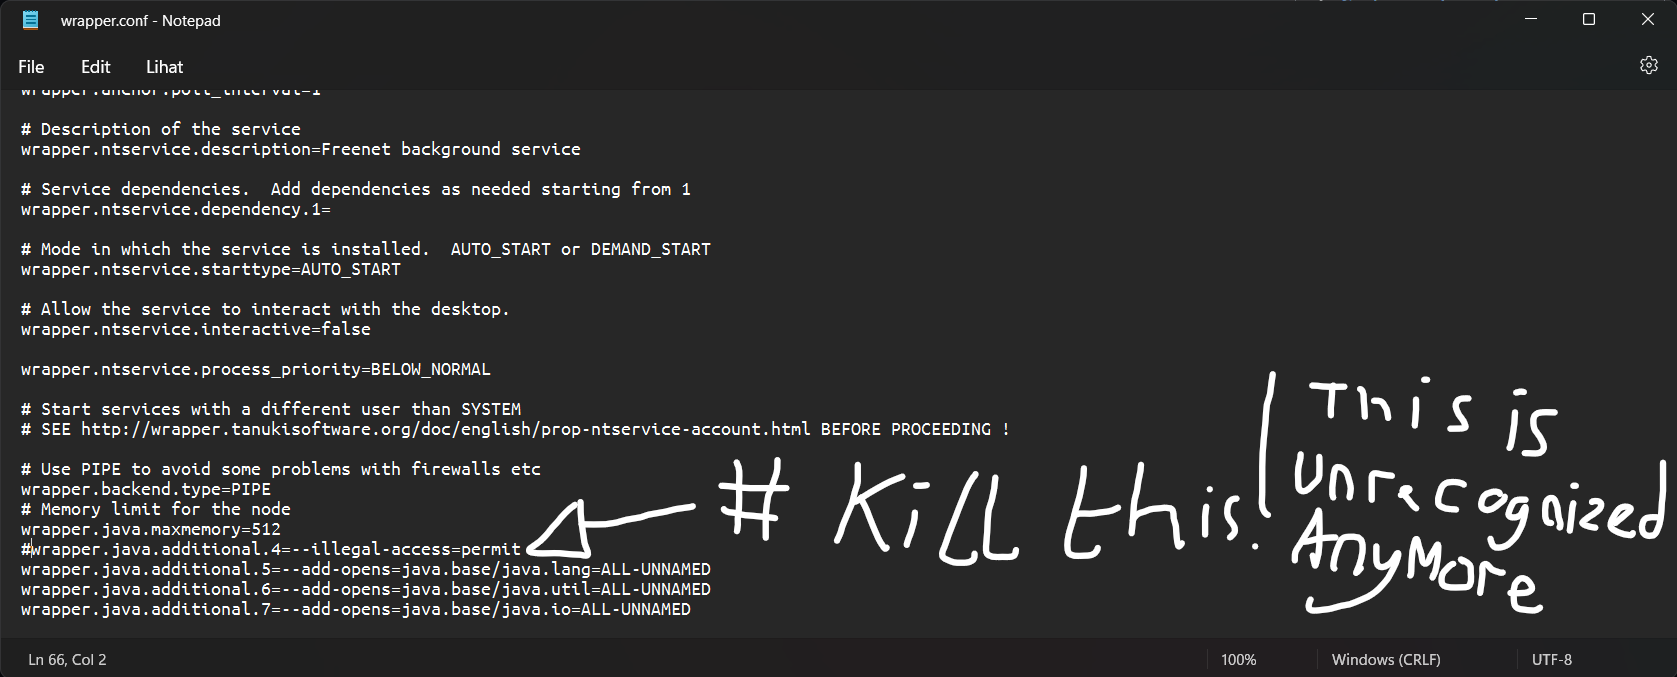 wrapper.conf - Notepad
File Edit Lihat
wrapper.anchor.poll_interval=1
# Description of the service
wrapper.ntservice.description=Freenet background service
# Service dependencies.  Add dependencies as needed starting from 1
wrapper.ntservice.dependency.1=
# Mode in which the service is installed.  AUTO_START or DEMAND_START
wrapper.ntservice.starttype=AUTO_START
# Allow the service to interact with the desktop.
wrapper.ntservice.interactive=false
wrapper.ntservice.process_priority=BELOW_NORMAL
# Start services with a different user than SYSTEM
# SEE http://wrapper.tanukisoftware.org/doc/english/prop-ntservice-account.html BEFORE PROCEEDING !
# Use PIPE to avoid some problems with firewalls etc
wrapper.backend.type=PIPE
# Memory limit for the node
wrapper.java.maxmemory=512
#wrapper.java.additional.4=--illegal-access=permit
wrapper.java.additional.5=--add-opens=java.base/java.lang=ALL-UNNAMED
wrapper.java.additional.6=--add-opens=java.base/java.util=ALL-UNNAMED
wrapper.java.additional.7=--add-opens=java.base/java.io=ALL-UNNAMED
# Kill this.
This is
unrecognized
AnyMore
Ln 66, Col 2
100%
Windows (CRLF)
UTF-8